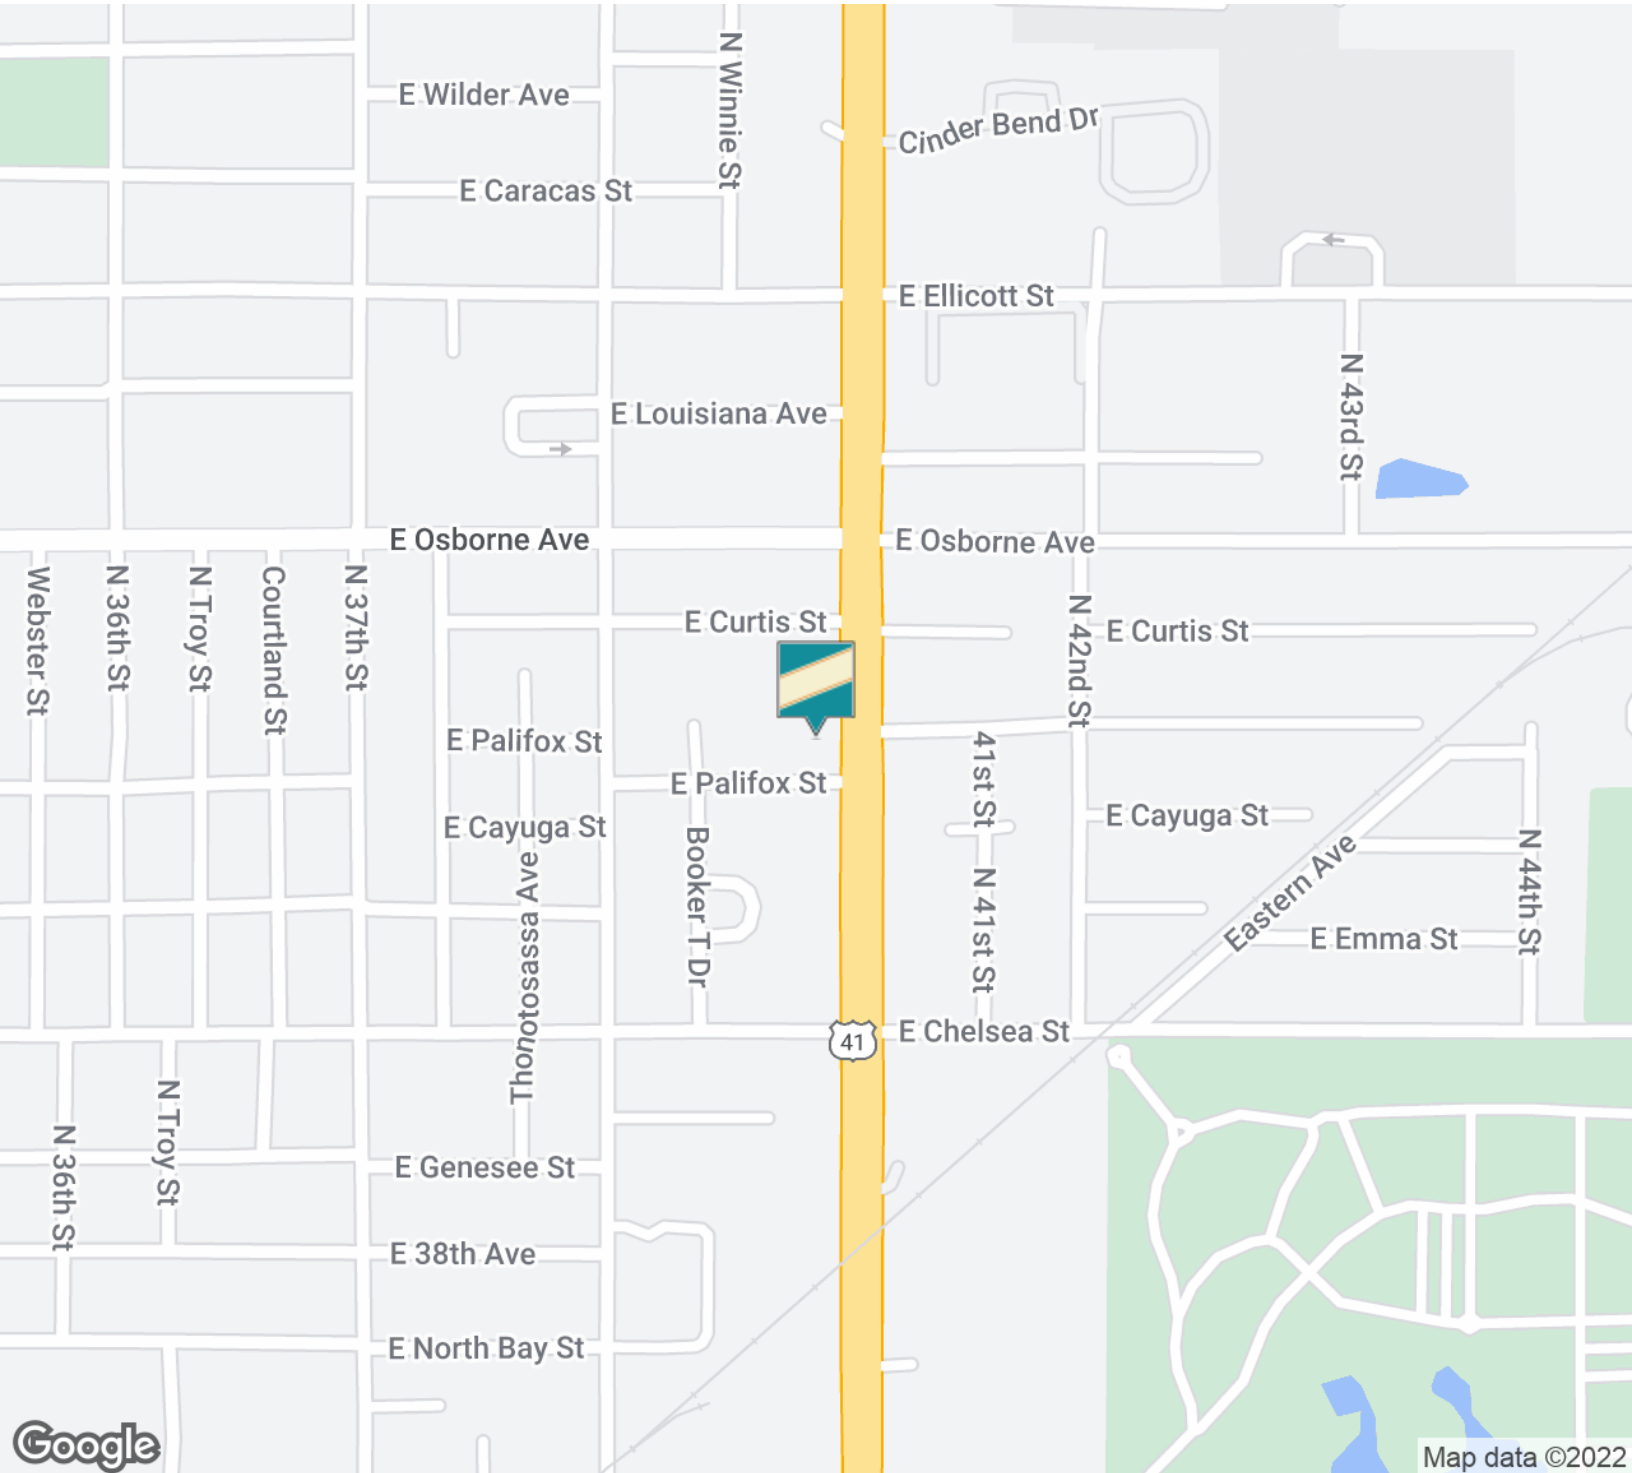 E Wilder Ave
N Winnie St
Cinder Bend Dr
E Caracas St
E Ellicott St
E Louisiana Ave
N 43rd St
E Osborne Ave
E Osborne Ave
Webster St
N 36th St
N Troy St
Courtland St
N 37th St
E Curtis St
N 42nd St
E Curtis St
E Palifox St
41st St
E Palifox St
E Cayuga St
E Cayuga St
Booker T Dr
Thonotosassa Ave
N 41st St
Eastern Ave
N 44th St
E Emma St
41
E Chelsea St
N 36th St
N Troy St
E Genesee St
E 38th Ave
E North Bay St
Google
Map data ©2022